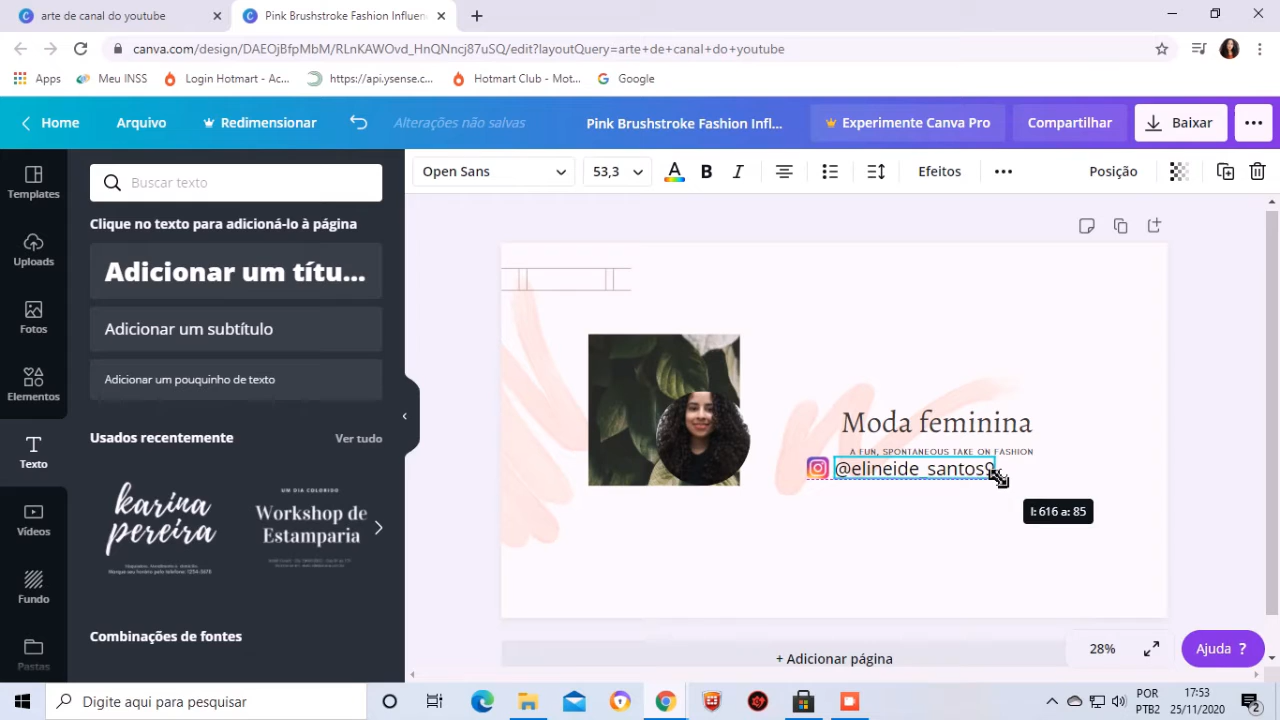 arte de canal do youtube
Pink Brushstroke Fashion Influen
canva.com/design/DAEOjBfpMbM/RLnKAWOvd_HnQNncj87uSQ/edit?layoutQuery=arte+de+canal+do+youtube
Apps
Meu INSS
Login Hotmart - Ac...
https://api.ysense.c...
Hotmart Club - Mot...
Google
Home
Arquivo
Redimensionar
Alterações não salvas
Pink Brushstroke Fashion Infl...
Experimente Canva Pro
Compartilhar
Baixar
Templates
Uploads
Fotos
Elementos
Texto
Vídeos
Fundo
Pastas
Buscar texto
Clique no texto para adicioná-lo à página
Adicionar um títu...
Adicionar um subtítulo
Adicionar um pouquinho de texto
Usados recentemente
Ver tudo
karina
pereira
UM DIA COLORIDO
Workshop de
Estamparia
Combinações de fontes
Open Sans
53,3
A
B
I
Efeitos
Posição
Moda feminina
A FUN, SPONTANEOUS TAKE ON FASHION
@elineide_santos9
l: 616 a: 85
+ Adicionar página
28%
Ajuda ?
Digite aqui para pesquisar
POR
PTB2
17:53
25/11/2020
2